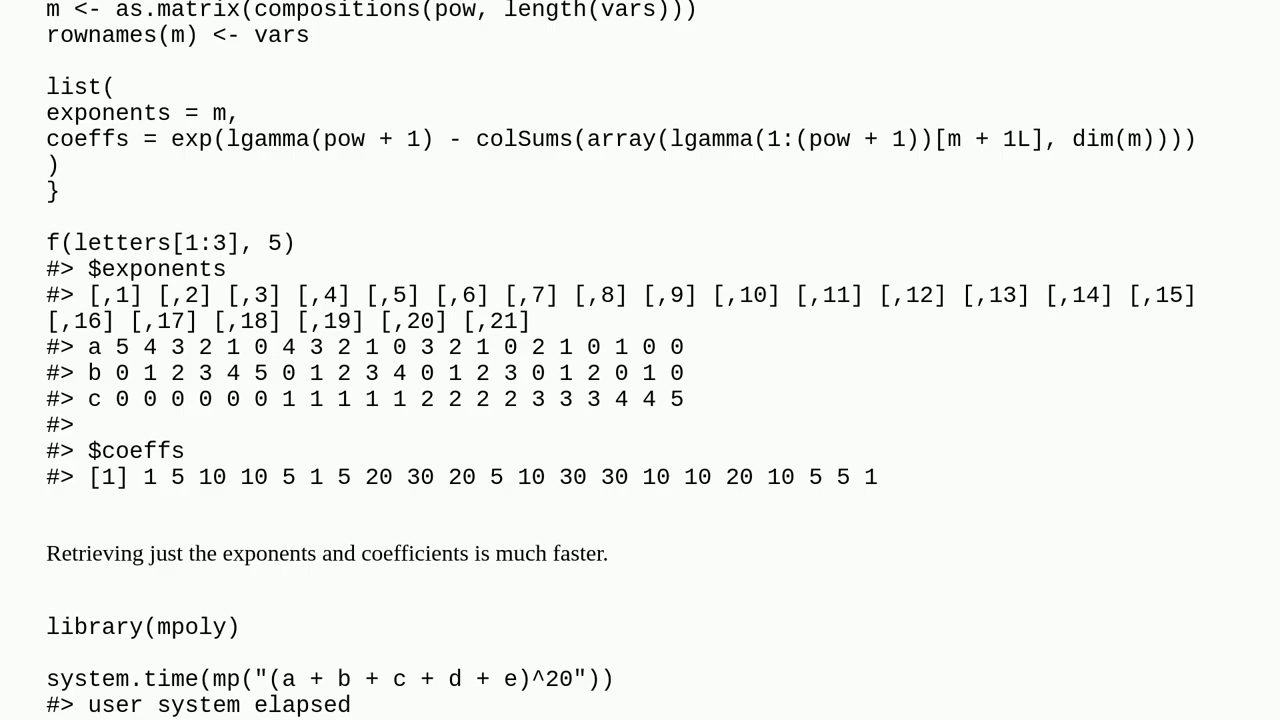 m <- as.matrix(compositions(pow, length(vars)))
rownames(m) <- vars
list(
exponents = m,
coeffs = exp(lgamma(pow + 1) - colSums(array(lgamma(1:(pow + 1))[m + 1L], dim(m))))
)
}
f(letters[1:3], 5)
#> $exponents
#> [,1] [,2] [,3] [,4] [,5] [,6] [,7] [,8] [,9] [,10] [,11] [,12] [,13] [,14] [,15]
[,16] [,17] [,18] [,19] [,20] [,21]
#> a 5 4 3 2 1 0 4 3 2 1 0 3 2 1 0 2 1 0 1 0 0
#> b 0 1 2 3 4 5 0 1 2 3 4 0 1 2 3 0 1 2 0 1 0
#> c 0 0 0 0 0 0 1 1 1 1 1 2 2 2 2 3 3 3 4 4 5
#>
#> $coeffs
#> [1] 1 5 10 10 5 1 5 20 30 20 5 10 30 30 10 10 20 10 5 5 1
Retrieving just the exponents and coefficients is much faster.
library(mpoly)
system.time(mp("(a + b + c + d + e)^20"))
#> user system elapsed